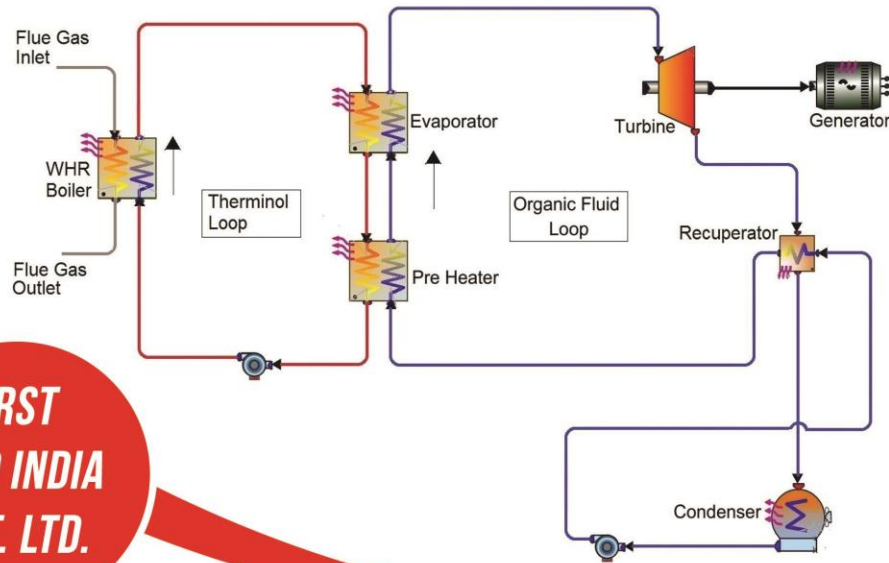 Flue Gas
Inlet
WHR
Boiler
Flue Gas
Outlet
Therminol
Loop
Evaporator
Pre Heater
Organic Fluid
Loop
Turbine
Generator
Recuperator
Condenser
INDIA
LTD.